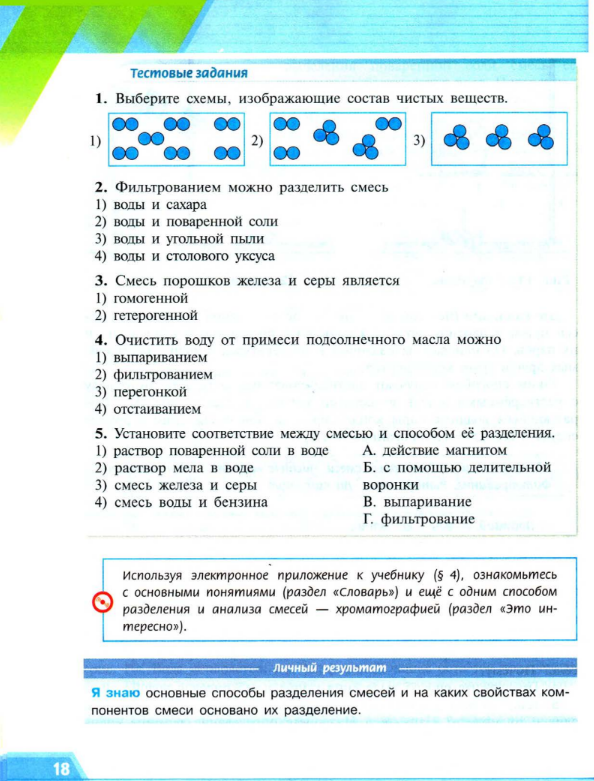 Тестовые задания
1. Выберите схемы, изображающие состав чистых веществ.
1) 2) 3)
2. Фильтрованием можно разделить смесь
1) воды и сахара
2) воды и поваренной соли
3) воды и угольной пыли
4) воды и столового уксуса
3. Смесь порошков железа и серы является
1) гомогенной
2) гетерогенной
4. Очистить воду от примеси подсолнечного масла можно
1) выпариванием
2) фильтрованием
3) перегонкой
4) отстаиванием
5. Установите соответствие между смесью и способом её разделения.
1) раствор поваренной соли в воде
2) раствор мела в воде
3) смесь железа и серы
4) смесь воды и бензина
А. действие магнитом
Б. с помощью делительной
воронки
В. выпаривание
Г. фильтрование
Используя электронное приложение к учебнику (§ 4), ознакомьтесь
с основными понятиями (раздел «Словарь») и ещё с одним способом
разделения и анализа смесей — хроматографией (раздел «Это ин-
тересно»).
Личный результат
Я знаю основные способы разделения смесей и на каких свойствах ком-
понентов смеси основано их разделение.
18